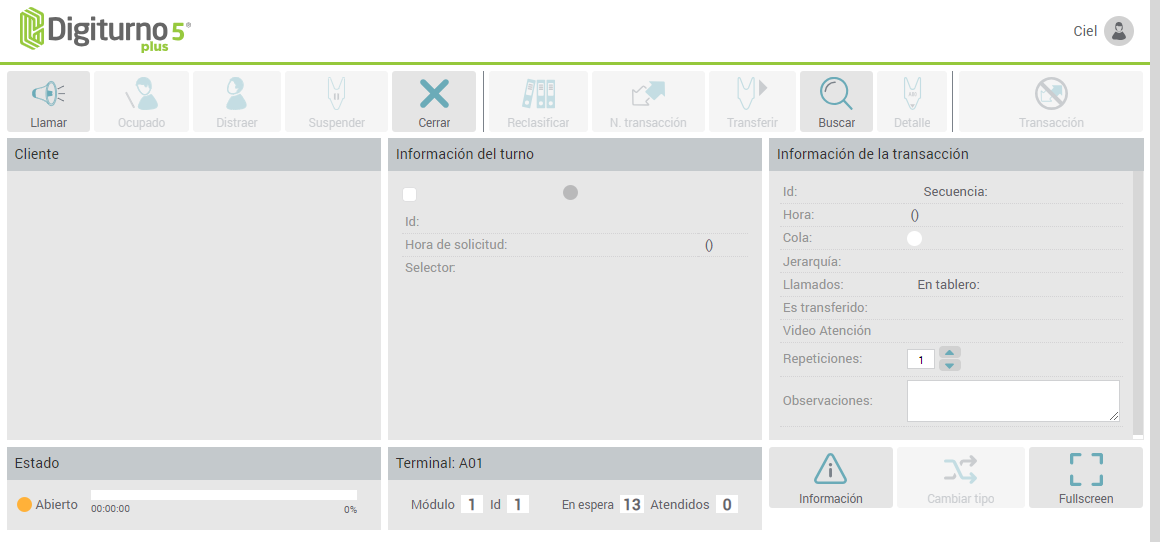 Digiturno 5®
plus
Ciel
Llamar
Ocupado
Distraer
Suspender
Cerrar
Reclasificar
N. transacción
Transferir
Buscar
Detalle
Transacción
Cliente
Información del turno
Id:
Hora de solicitud: ()
Selector:
Información de la transacción
Id: Secuencia:
Hora: ()
Cola:
Jerarquía:
Llamados: En tablero:
Es transferido:
Video Atención
Repeticiones: 1
Observaciones:
Estado
Abierto
00:00:00 0%
Terminal: A01
Módulo 1 Id 1 En espera 13 Atendidos 0
Información
Cambiar tipo
Fullscreen